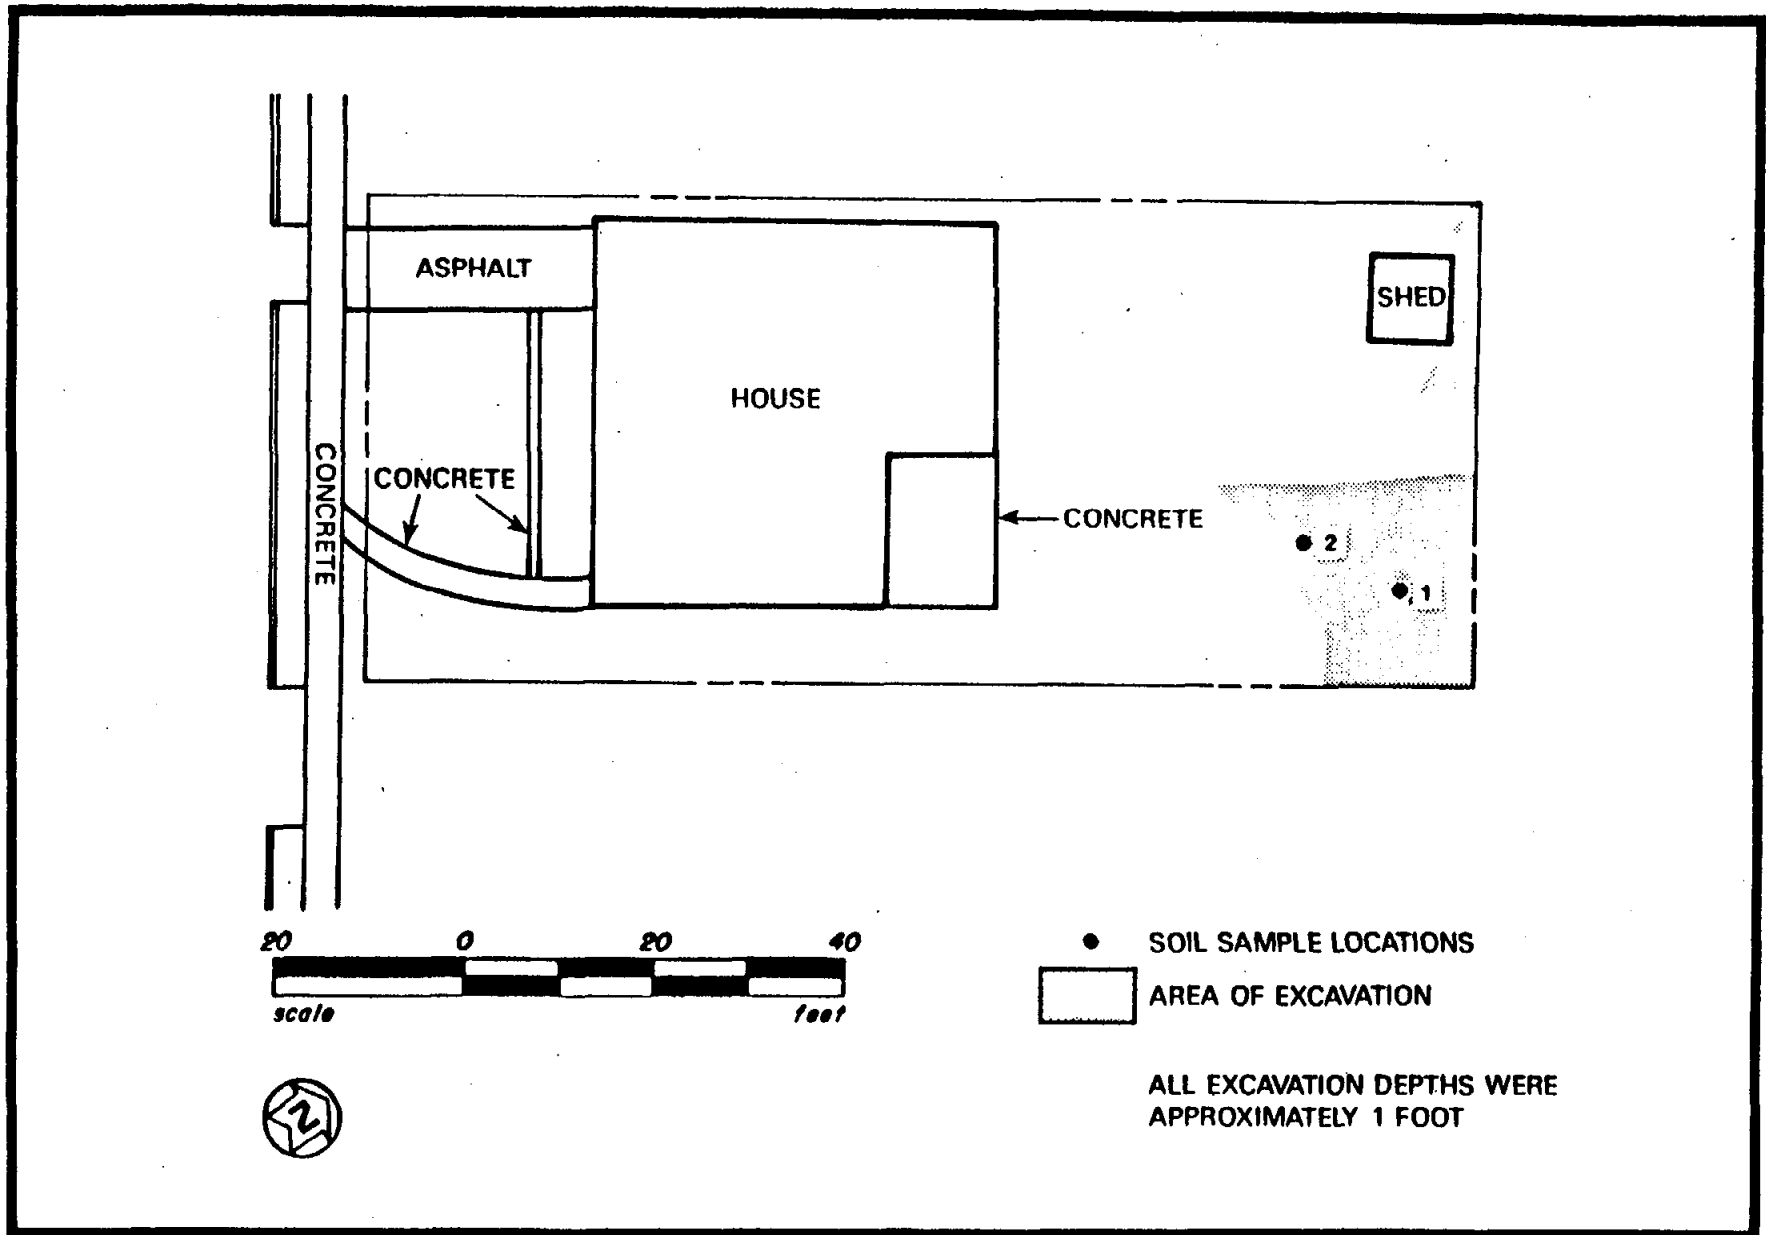 ASPHALT
SHED
HOUSE
CONCRETE
CONCRETE
CONCRETE
2
1
20 0 20 40
scale feet
SOIL SAMPLE LOCATIONS
AREA OF EXCAVATION
ALL EXCAVATION DEPTHS WERE
APPROXIMATELY 1 FOOT
N